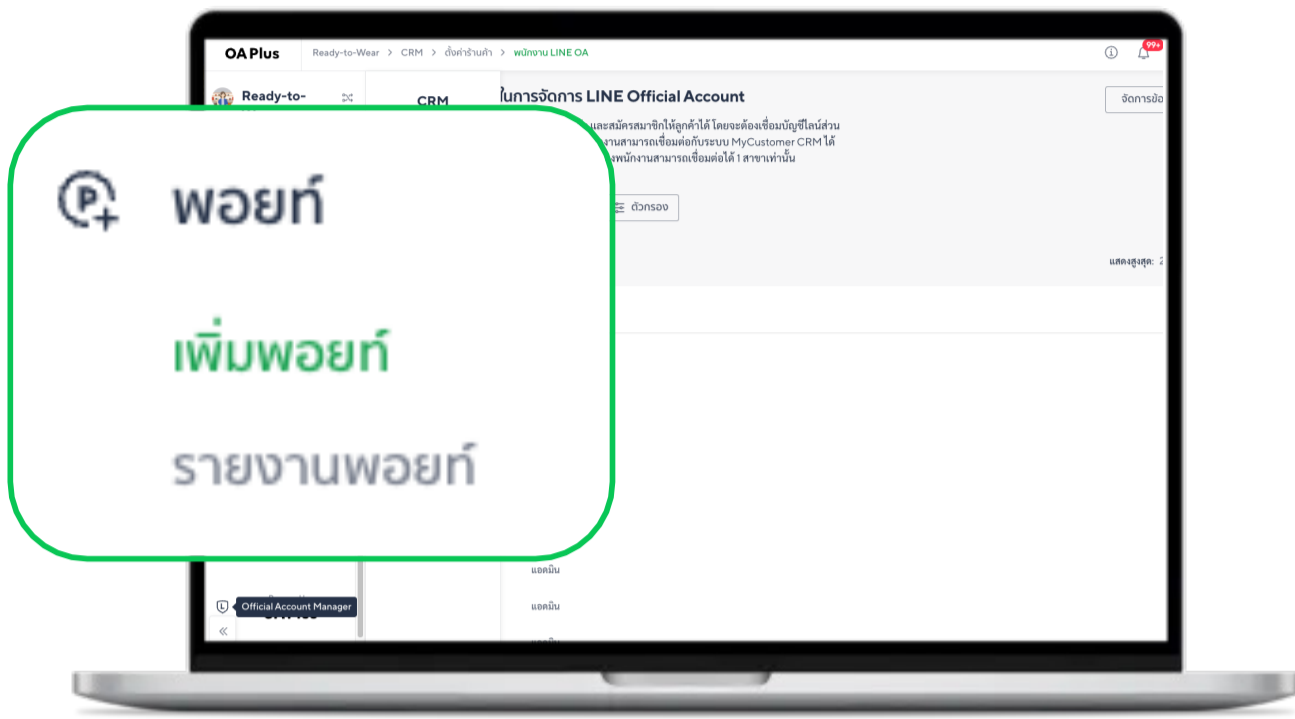 OA Plus
Ready-to-Wear > CRM > ตั้งค่าร้านค้า > พนักงาน LINE OA
99+
Ready-to-
CRM
ในการจัดการ LINE Official Account
จัดการข้อ
และสมัครสมาชิกให้ลูกค้าได้ โดยจะต้องเชื่อมบัญชีไลน์ส่วน
งานสามารถเชื่อมต่อกับระบบ MyCustomer CRM ได้
งพนักงานสามารถเชื่อมต่อได้ 1 สาขาเท่านั้น
ตัวกรอง
แสดงสูงสุด: 2
พอยท์
เพิ่มพอยท์
รายงานพอยท์
แอดมิน
Official Account Manager
แอดมิน